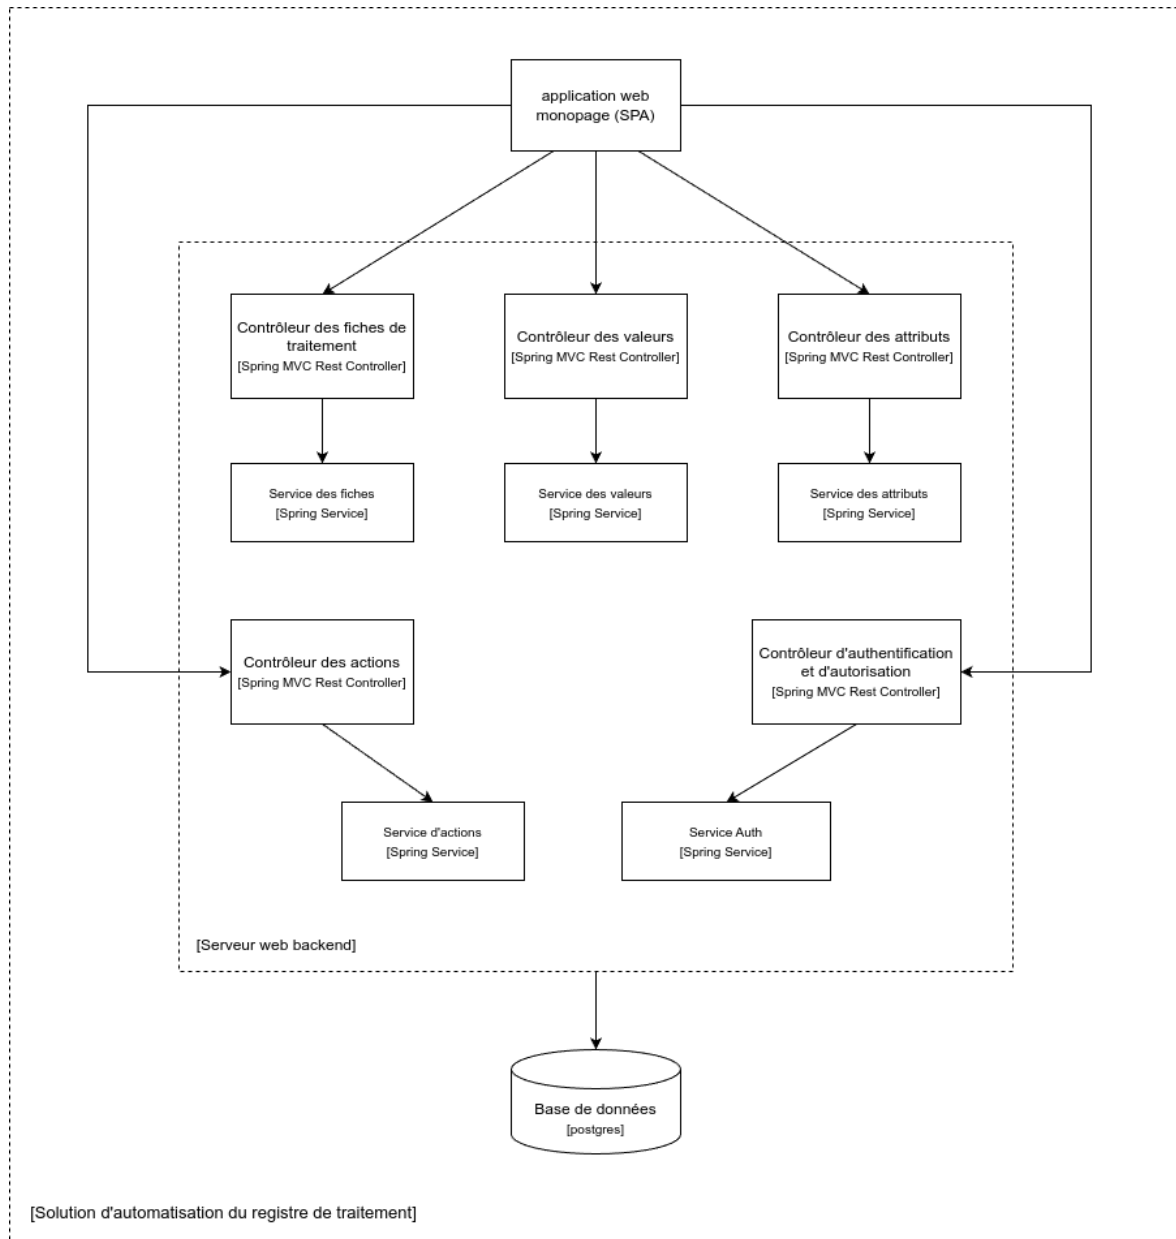 application web
monopage (SPA)
Contrôleur des fiches de
traitement
[Spring MVC Rest Controller]
Contrôleur des valeurs
[Spring MVC Rest Controller]
Contrôleur des attributs
[Spring MVC Rest Controller]
Service des fiches
[Spring Service]
Service des valeurs
[Spring Service]
Service des attributs
[Spring Service]
Contrôleur des actions
[Spring MVC Rest Controller]
Contrôleur d'authentification
et d'autorisation
[Spring MVC Rest Controller]
Service d'actions
[Spring Service]
Service Auth
[Spring Service]
[Serveur web backend]
Base de données
[postgres]
[Solution d'automatisation du registre de traitement]